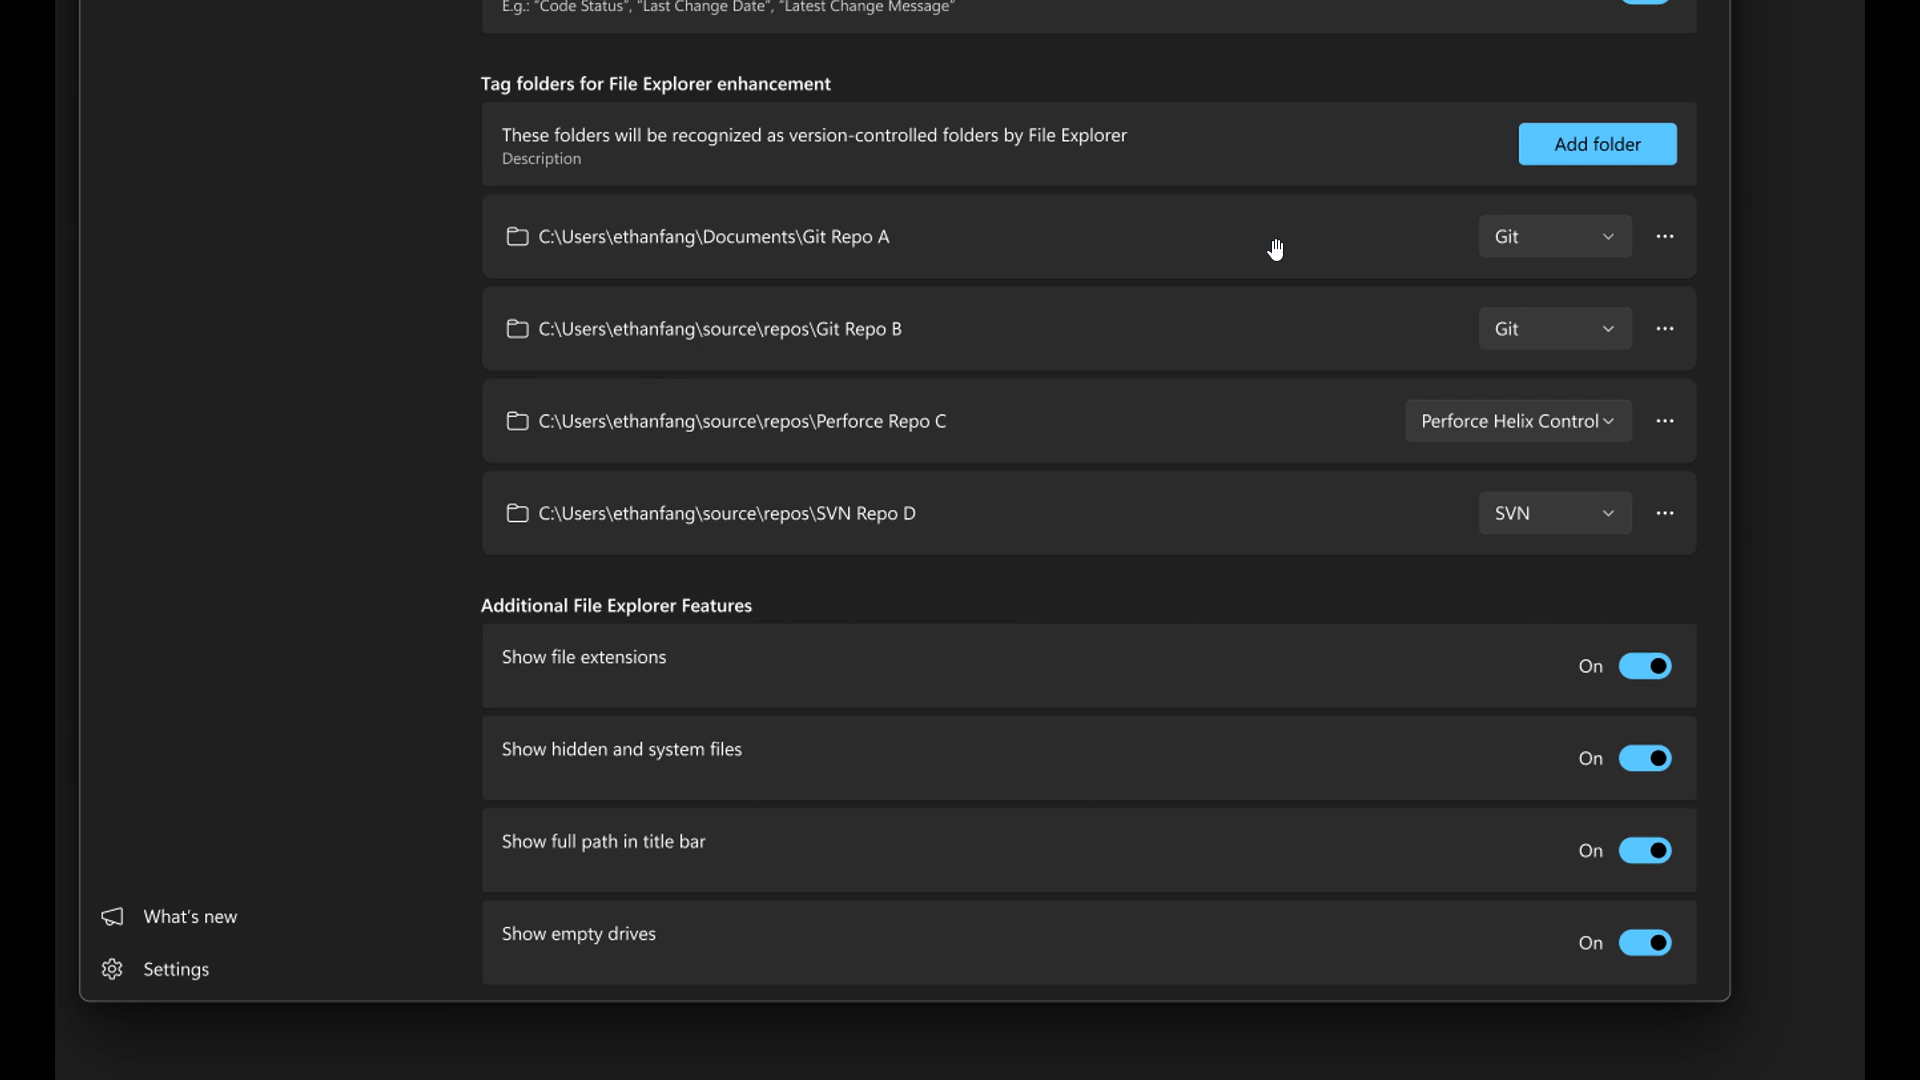 E.g.: “Code Status”, “Last Change Date”, “Latest Change Message”
Tag folders for File Explorer enhancement
These folders will be recognized as version-controlled folders by File Explorer
Description
Add folder
C:\Users\ethanfang\Documents\Git Repo A
Git
C:\Users\ethanfang\source\repos\Git Repo B
Git
C:\Users\ethanfang\source\repos\Perforce Repo C
Perforce Helix Control
C:\Users\ethanfang\source\repos\SVN Repo D
SVN
Additional File Explorer Features
Show file extensions
On
Show hidden and system files
On
Show full path in title bar
On
Show empty drives
On
What's new
Settings